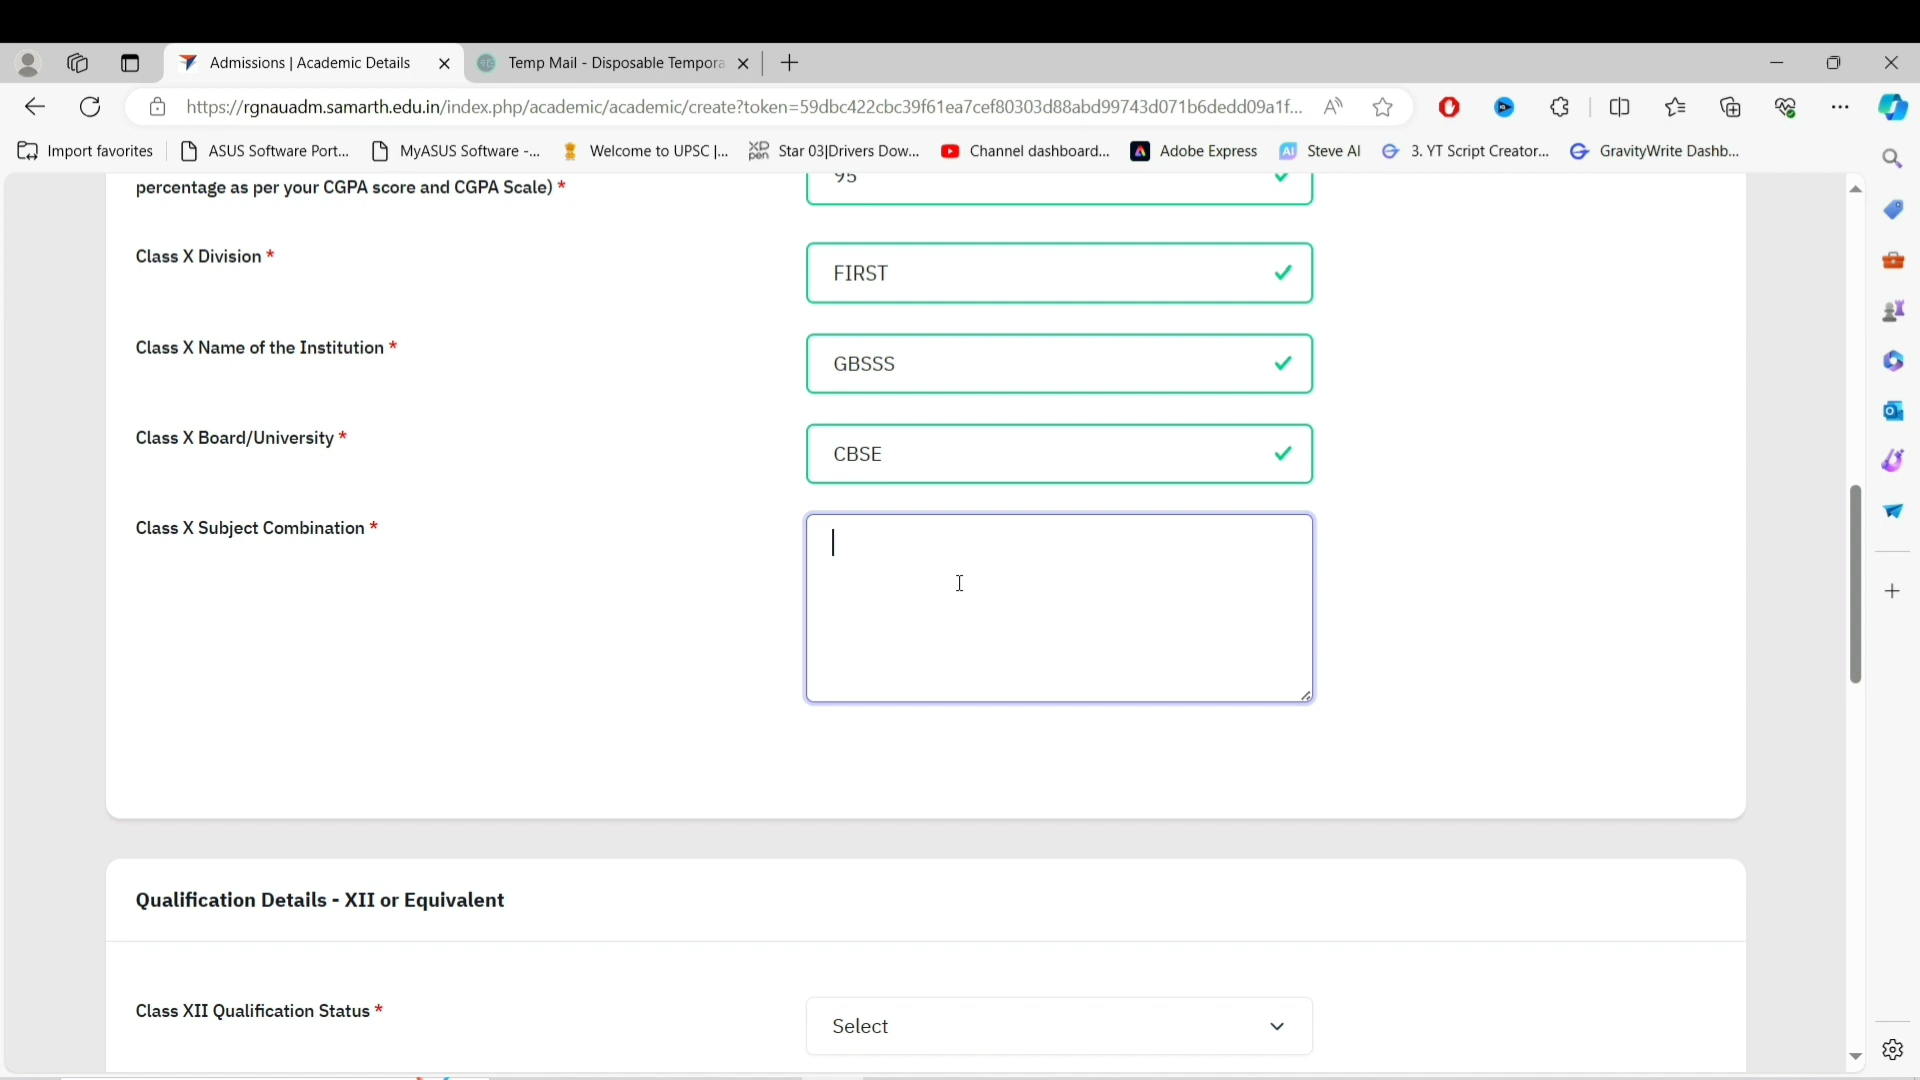 Admissions | Academic Details
Temp Mail - Disposable Tempora
https://rgnauadm.samarth.edu.in/index.php/academic/academic/create?token=59dbc422cbc39f61ea7cef80303d88abd99743d071b6dedd09a1f...
Import favorites
ASUS Software Port...
MyASUS Software -...
Welcome to UPSC |...
Star 03|Drivers Dow...
Channel dashboard...
Adobe Express
Steve AI
3. YT Script Creator...
GravityWrite Dashb...
percentage as per your CGPA score and CGPA Scale) *
95
Class X Division *
FIRST
Class X Name of the Institution *
GBSSS
Class X Board/University *
CBSE
Class X Subject Combination *
Qualification Details - XII or Equivalent
Class XII Qualification Status *
Select